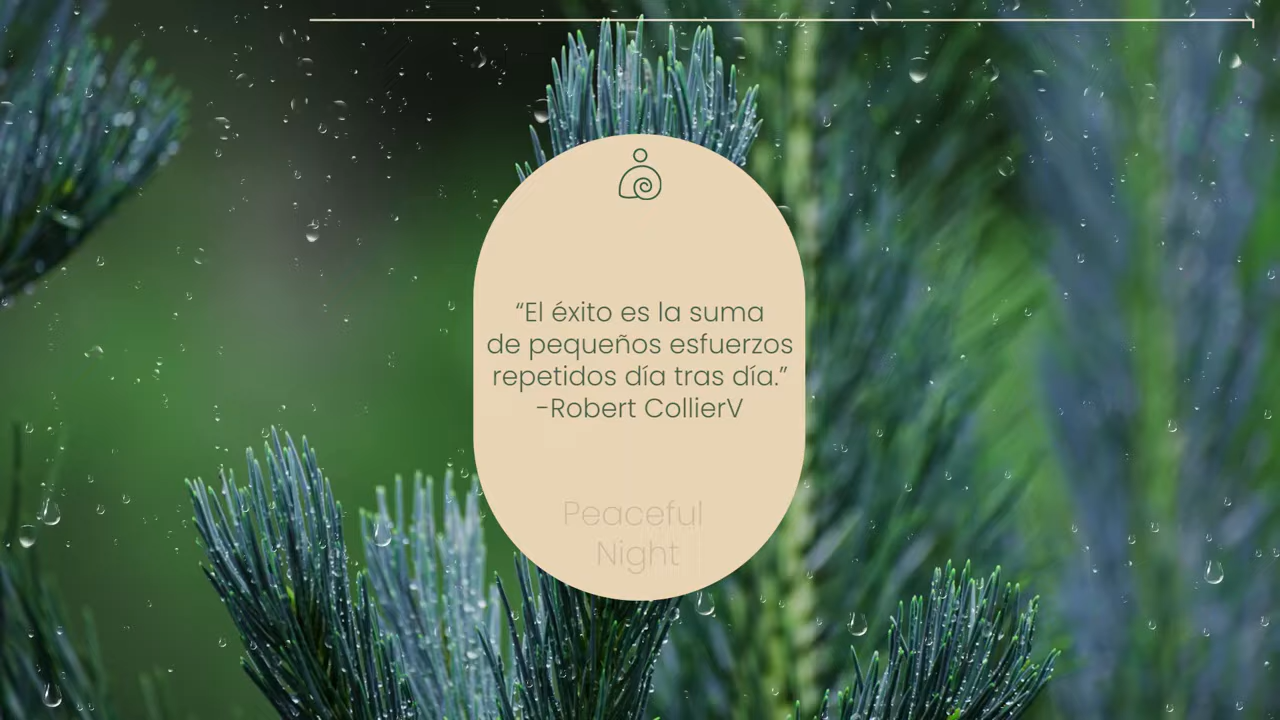 “El éxito es la suma
de pequeños esfuerzos
repetidos día tras día.”
-Robert CollierV
Peaceful
Night